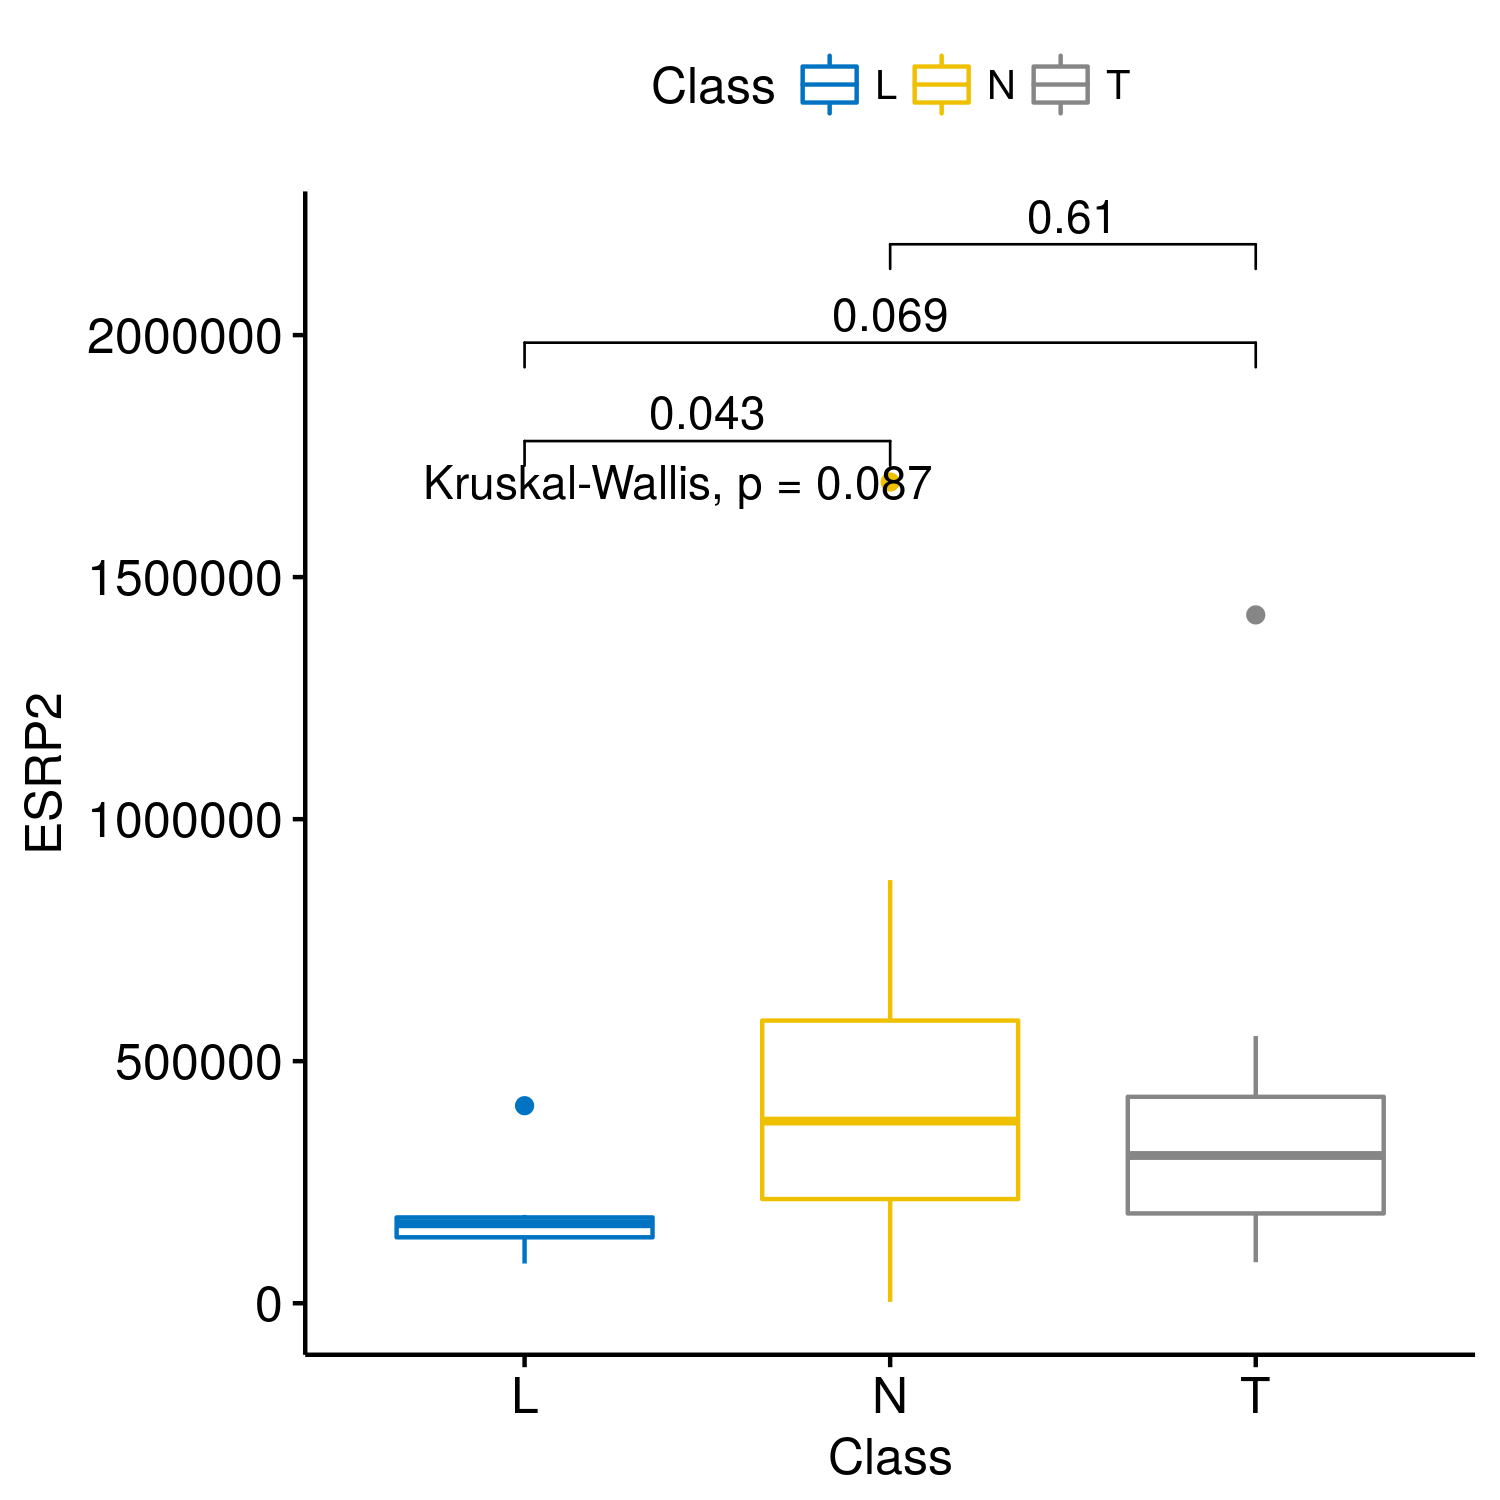 Class L N T
0.61
0.069
0.043
Kruskal-Wallis, p = 0.087
2000000
1500000
1000000
500000
0
ESRP2
L N T
Class